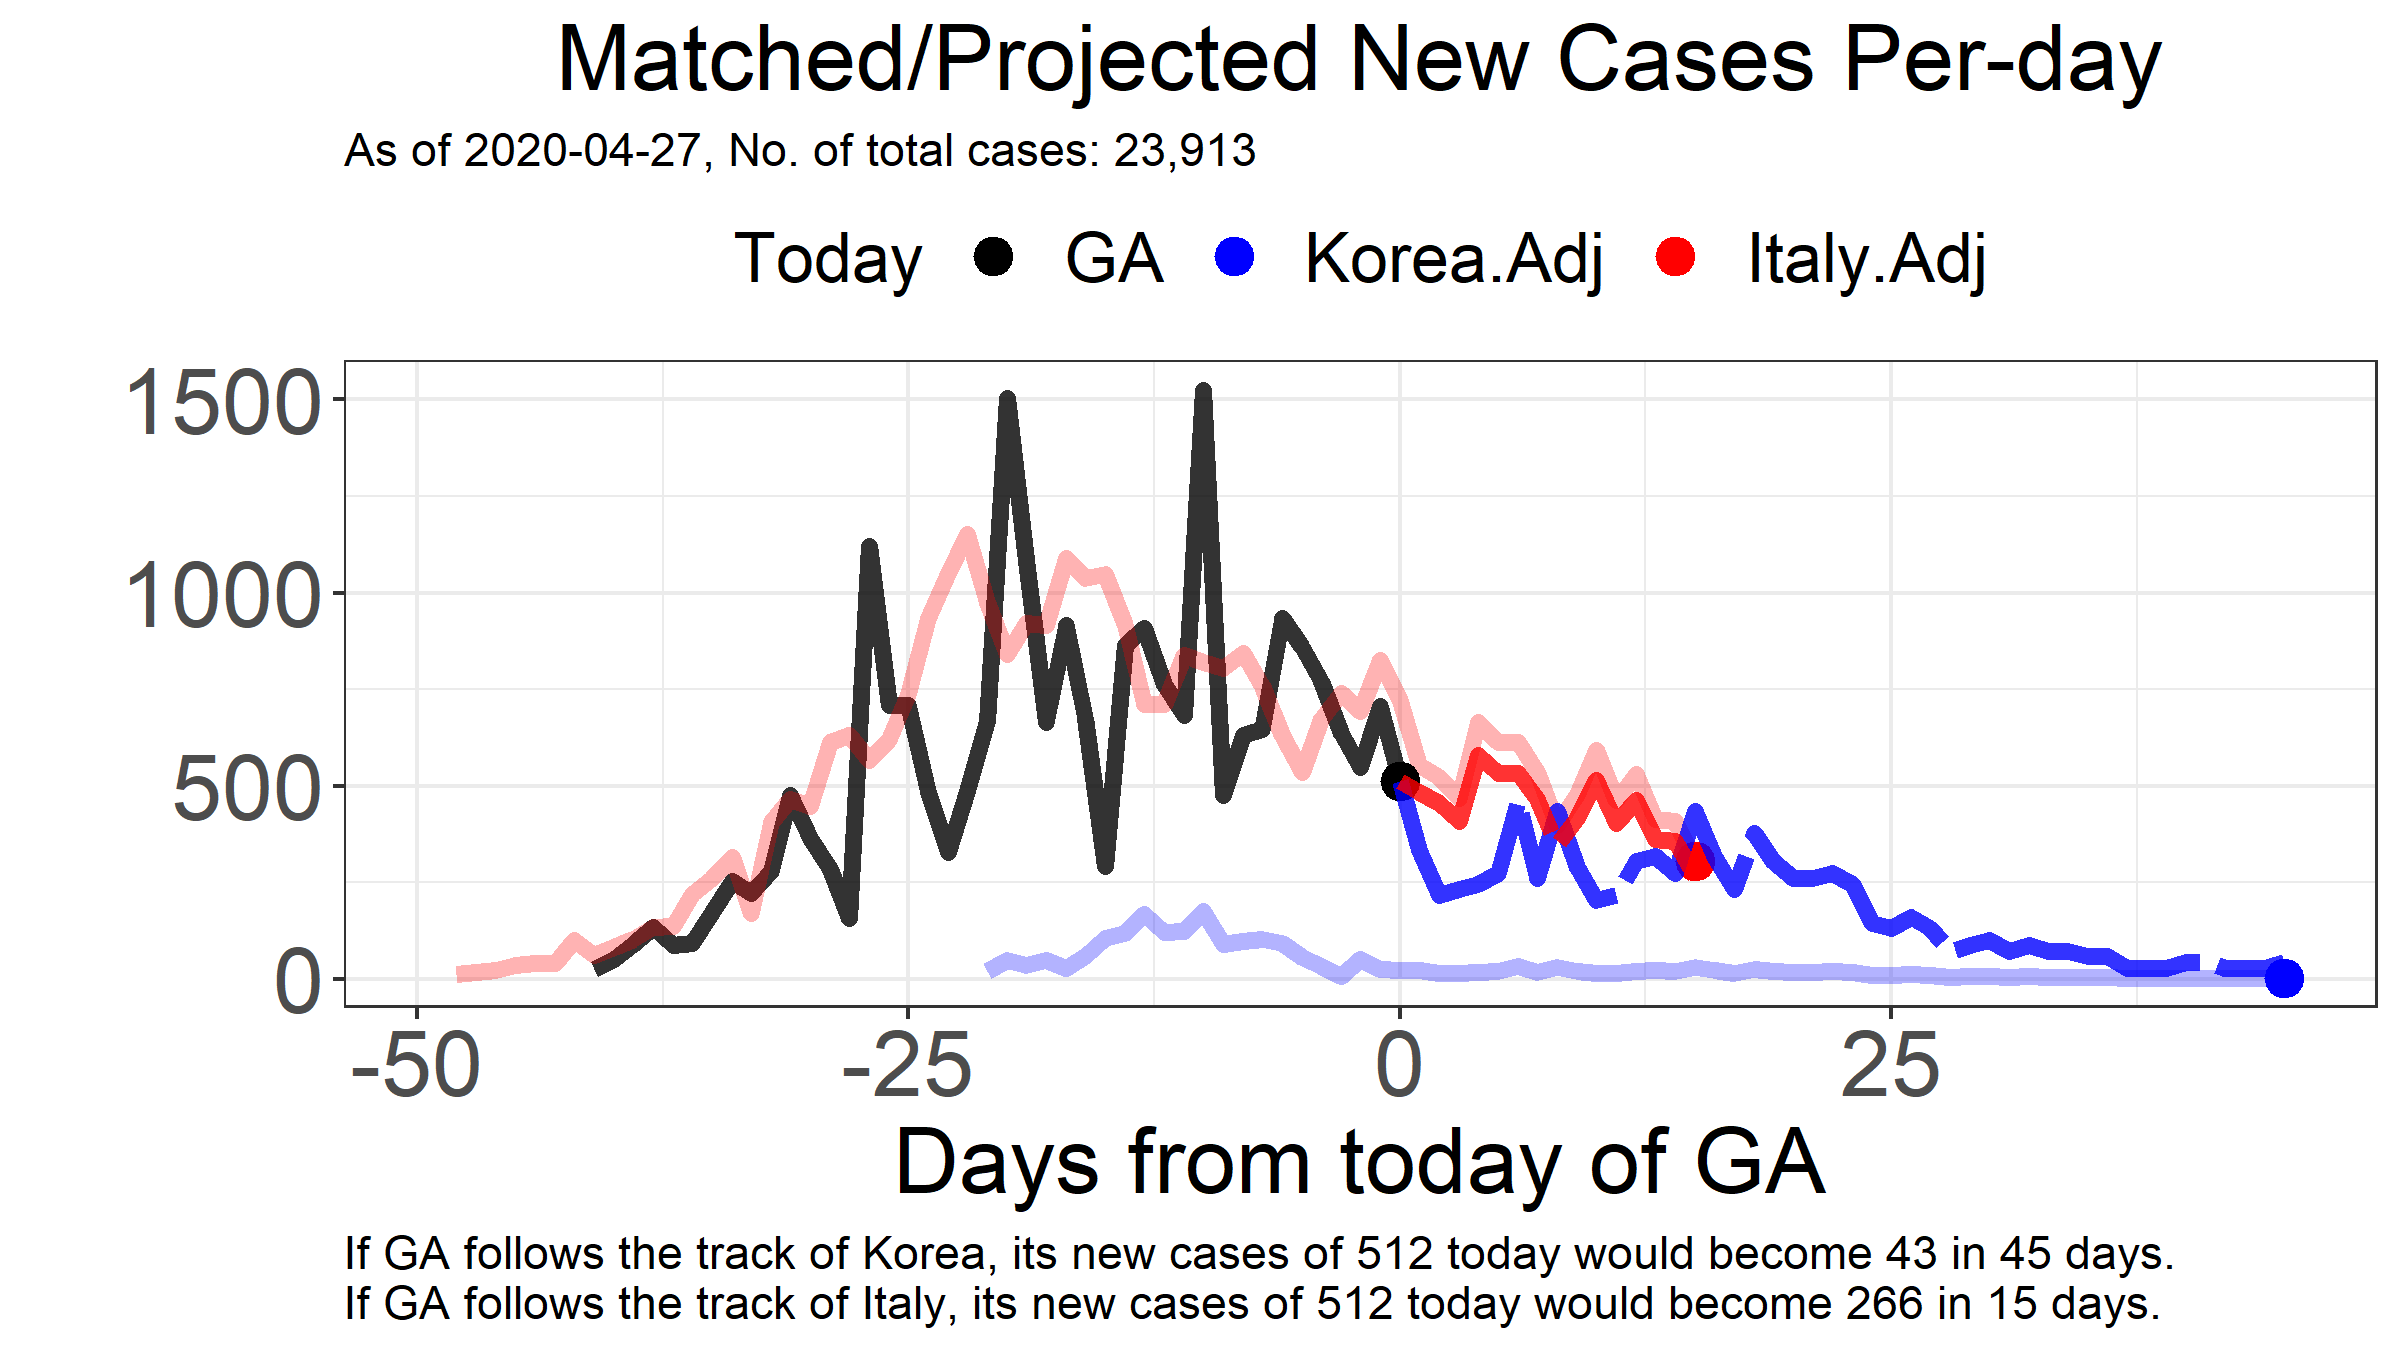 Matched/Projected New Cases Per-day
As of 2020-04-27, No. of total cases: 23,913
Today GA Korea.Adj Italy.Adj
1500
1000
500
0
-50 -25 0 25
Days from today of GA
If GA follows the track of Korea, its new cases of 512 today would become 43 in 45 days.
If GA follows the track of Italy, its new cases of 512 today would become 266 in 15 days.